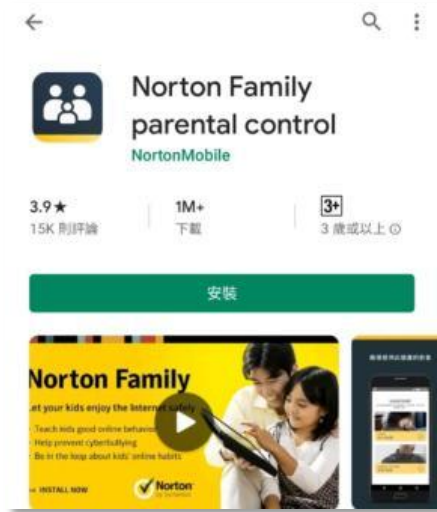 Norton Family
parental control
NortonMobile
3.9★
15K 則評論
1M+
下載
3+
3 歲或以上
安裝
Norton Family
Let your kids enjoy the Internet safely
Teach kids good online behavior
Help prevent cyberbullying
Be in the loop about kids' online habits
INSTALL NOW
Norton
by Symantec